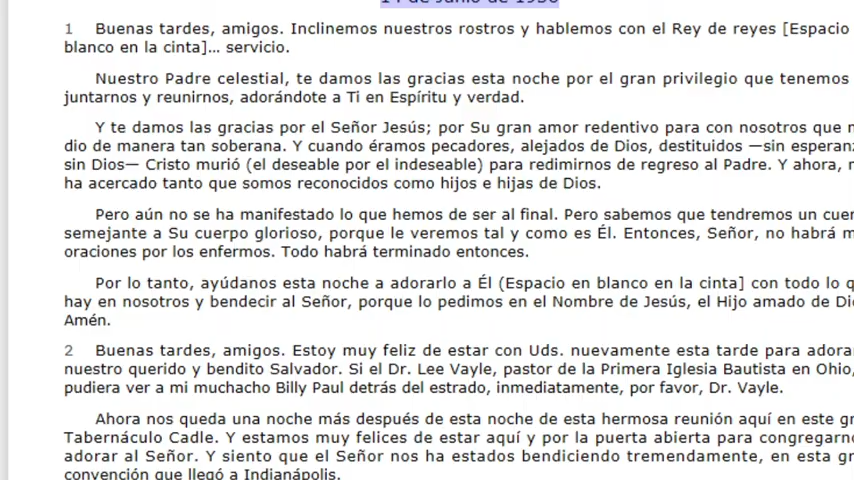 14 de Junio de 1956
1 Buenas tardes, amigos. Inclinemos nuestros rostros y hablemos con el Rey de reyes [Espacio
blanco en la cinta]… servicio.
Nuestro Padre celestial, te damos las gracias esta noche por el gran privilegio que tenemos
juntarnos y reunirnos, adorándote a Ti en Espíritu y verdad.
Y te damos las gracias por el Señor Jesús; por Su gran amor redentivo para con nosotros que
dio de manera tan soberana. Y cuando éramos pecadores, alejados de Dios, destituidos —sin
sin Dios— Cristo murió (el deseable por el indeseable) para redimirnos de regreso al Padre. Y ahora,
ha acercado tanto que somos reconocidos como hijos e hijas de Dios.
Pero aún no se ha manifestado lo que hemos de ser al final. Pero sabemos que tendremos un
semejante a Su cuerpo glorioso, porque le veremos tal y como es Él. Entonces, Señor, no habrá
oraciones por los enfermos. Todo habrá terminado entonces.
Por lo tanto, ayúdanos esta noche a adorarlo a Él (Espacio en blanco en la cinta] con todo lo
hay en nosotros y bendecir al Señor, porque lo pedimos en el Nombre de Jesús, el Hijo amado de
Amén.
2 Buenas tardes, amigos. Estoy muy feliz de estar con Uds. nuevamente esta tarde para
nuestro querido y bendito Salvador. Si el Dr. Lee Vayle, pastor de la Primera Iglesia Bautista en Ohio,
pudiera ver a mi muchacho Billy Paul detrás del estrado, inmediatamente, por favor, Dr. Vayle.
Ahora nos queda una noche más después de esta noche de esta hermosa reunión aquí en este
Tabernáculo Cadle. Y estamos muy felices de estar aquí y por la puerta abierta para
adorar al Señor. Y siento que el Señor nos ha estados bendiciendo tremendamente, en esta
convención que llegó a Indianápolis.